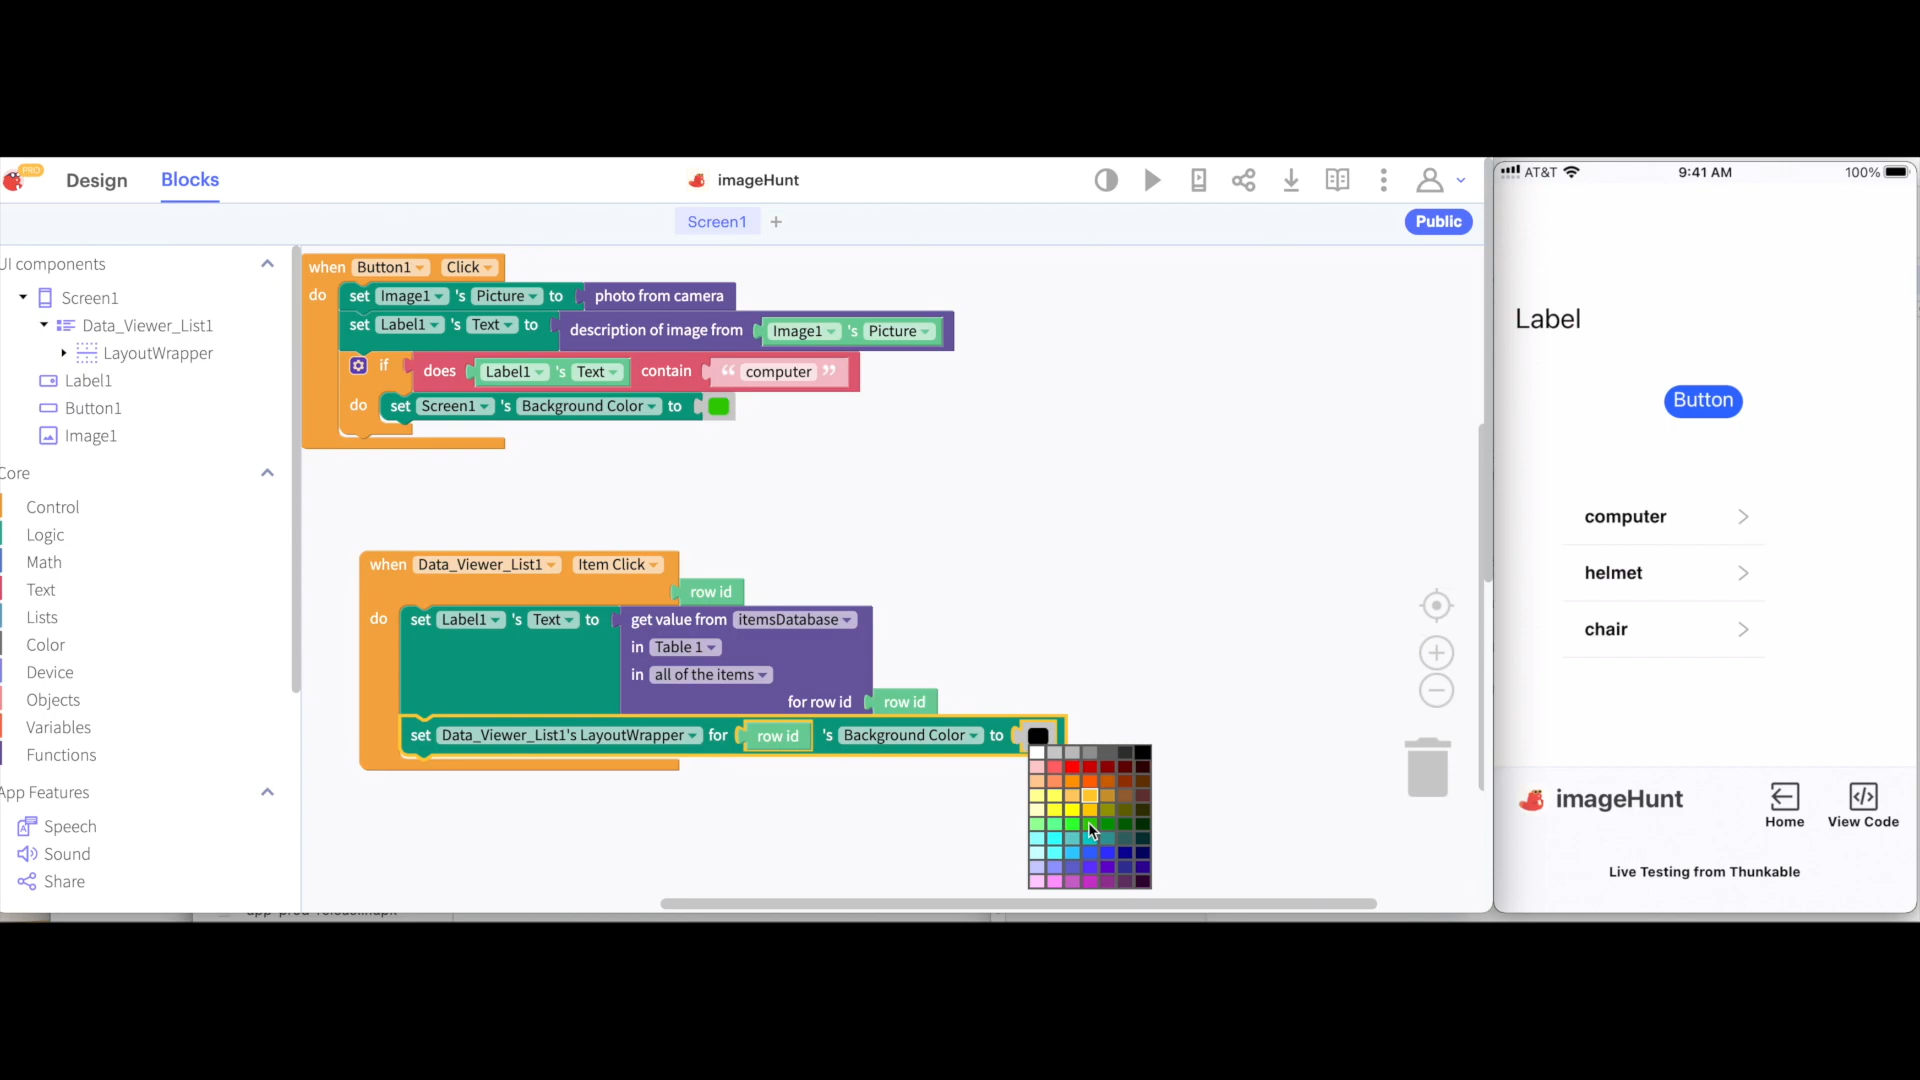 PRO
Design
Blocks
imageHunt
Screen1 +
Public
UI components
Screen1
Data_Viewer_List1
LayoutWrapper
Label1
Button1
Image1
Core
Control
Logic
Math
Text
Lists
Color
Device
Objects
Variables
Functions
App Features
Speech
Sound
Share
when Button1 Click
do set Image1 's Picture to photo from camera
set Label1 's Text to description of image from Image1 's Picture
if does Label1 's Text contain “ computer ”
do set Screen1 's Background Color to
when Data_Viewer_List1 Item Click
row id
do set Label1 's Text to get value from itemsDatabase
in Table 1
in all of the items
for row id row id
set Data_Viewer_List1's LayoutWrapper for row id 's Background Color to
AT&T 9:41 AM 100%
Label
Button
computer
helmet
chair
imageHunt
Home
View Code
Live Testing from Thunkable